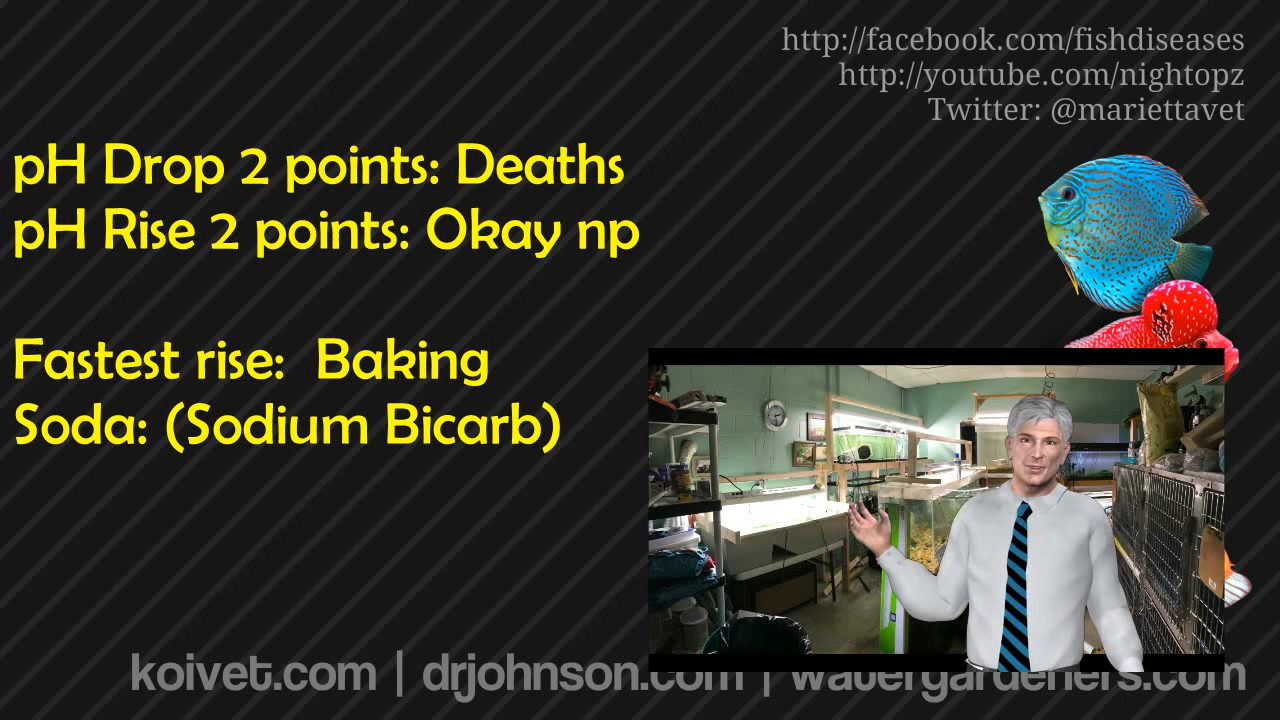 http://facebook.com/fishdiseases
http://youtube.com/nightopz
Twitter: @mariettavet
pH Drop 2 points: Deaths
pH Rise 2 points: Okay np
Fastest rise: Baking
Soda: (Sodium Bicarb)
koivet.com | drjohnson.com | watergardeners.com